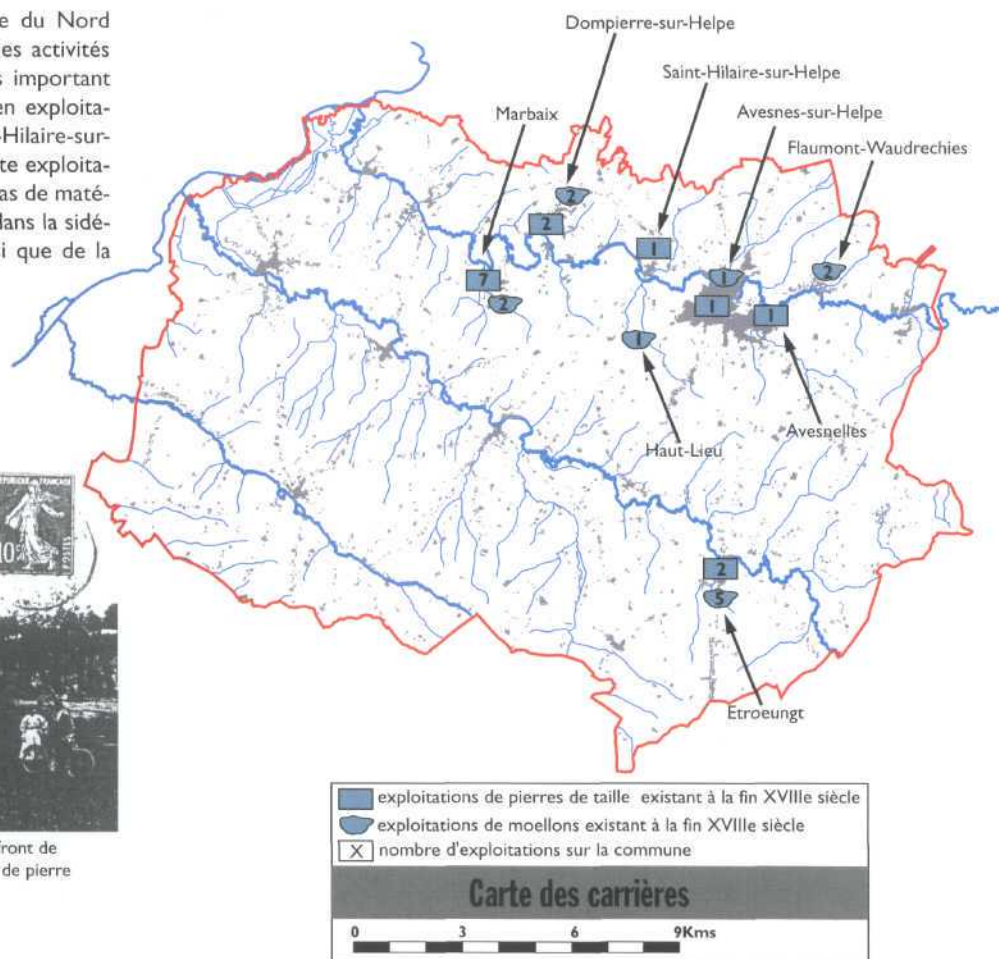 e du Nord
es activités
s important
en exploita-
-Hilaire-sur-
te exploita-
as de maté-
dans la sidé-
si que de la
Dompierre-sur-Helpe
Saint-Hilaire-sur-Helpe
Marbaix
Avesnes-sur-Helpe
Flaumont-Waudrechies
2
2
1
1
2
7
2
1
1
1
Haut-Lieu
Avesnelles
2
5
Etroeungt
REPUBLIQUE FRANÇAISE
10c
POSTES
front de
de pierre
exploitations de pierres de taille existant à la fin XVIIIe siècle
exploitations de moellons existant à la fin XVIIIe siècle
X nombre d'exploitations sur la commune
Carte des carrières
0 3 6 9Kms